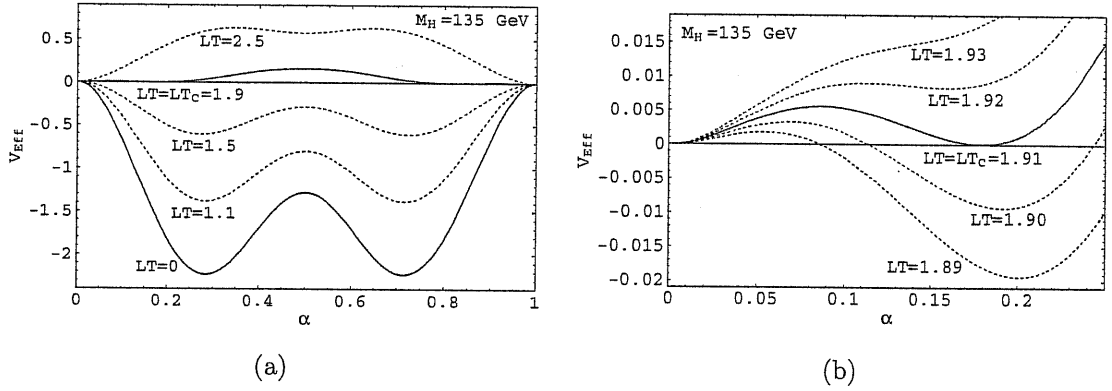 M_H=135 GeV
0.5
0
-0.5
-1
-1.5
-2
V_Eff
LT=2.5
LT=LT_C=1.9
LT=1.5
LT=1.1
LT=0
0 0.2 0.4 0.6 0.8 1
α
(a)
M_H=135 GeV
0.015
0.01
0.005
0
-0.005
-0.01
-0.015
-0.02
V_Eff
LT=1.93
LT=1.92
LT=LT_C=1.91
LT=1.90
LT=1.89
0 0.05 0.1 0.15 0.2
α
(b)